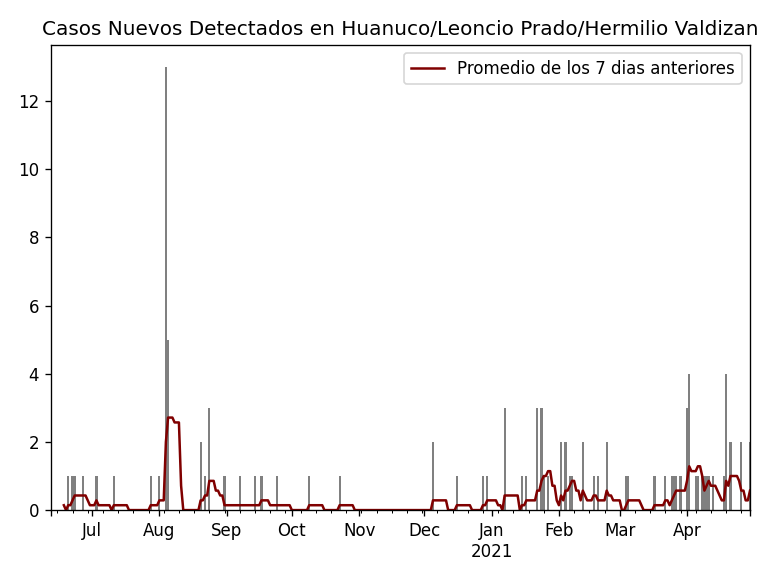 Casos Nuevos Detectados en Huanuco/Leoncio Prado/Hermilio Valdizan
Promedio de los 7 dias anteriores
12
10
8
6
4
2
0
Jul Aug Sep Oct Nov Dec Jan Feb Mar Apr
2021